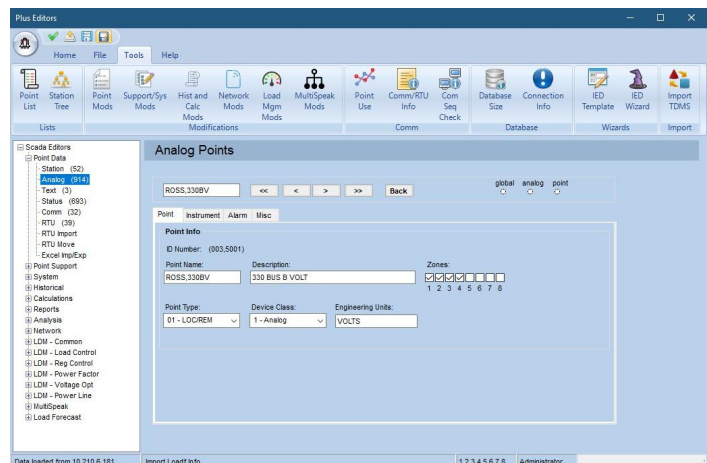 Plus Editors
Home File Tools Help
Point List
Station Tree
Point Mods
Support/Sys Mods
Hist and Calc Mods
Network Mods
Load Mgm Mods
MultiSpeak Mods
Point Use
Comm/RTU Info
Com Seq Check
Database Size
Connection Info
IED Template
IED Wizard
Import TDMS
Lists Modifications Comm Database Wizards Import
Scada Editors
Point Data
Station (52)
Analog (914)
Text (3)
Status (693)
Comm (32)
RTU (39)
RTU Import
RTU Move
Excel Imp/Exp
Point Support
System
Historical
Calculations
Reports
Analysis
Network
LDM - Common
LDM - Load Control
LDM - Reg Control
LDM - Power Factor
LDM - Voltage Opt
LDM - Power Line
MultiSpeak
Load Forecast
Analog Points
ROSS,330BV << < > >> Back
global analog point
Point Instrument Alarm Misc
Point Info
ID Number: (003,5001)
Point Name: Description: Zones:
ROSS,330BV 330 BUS B VOLT
1 2 3 4 5 6 7 8
Point Type: Device Class: Engineering Units:
01 - LOC/REM 1 - Analog VOLTS
Data loaded from 10.210.6.181 Import Loadf Info 1 2 3 4 5 6 7 8 Administrator